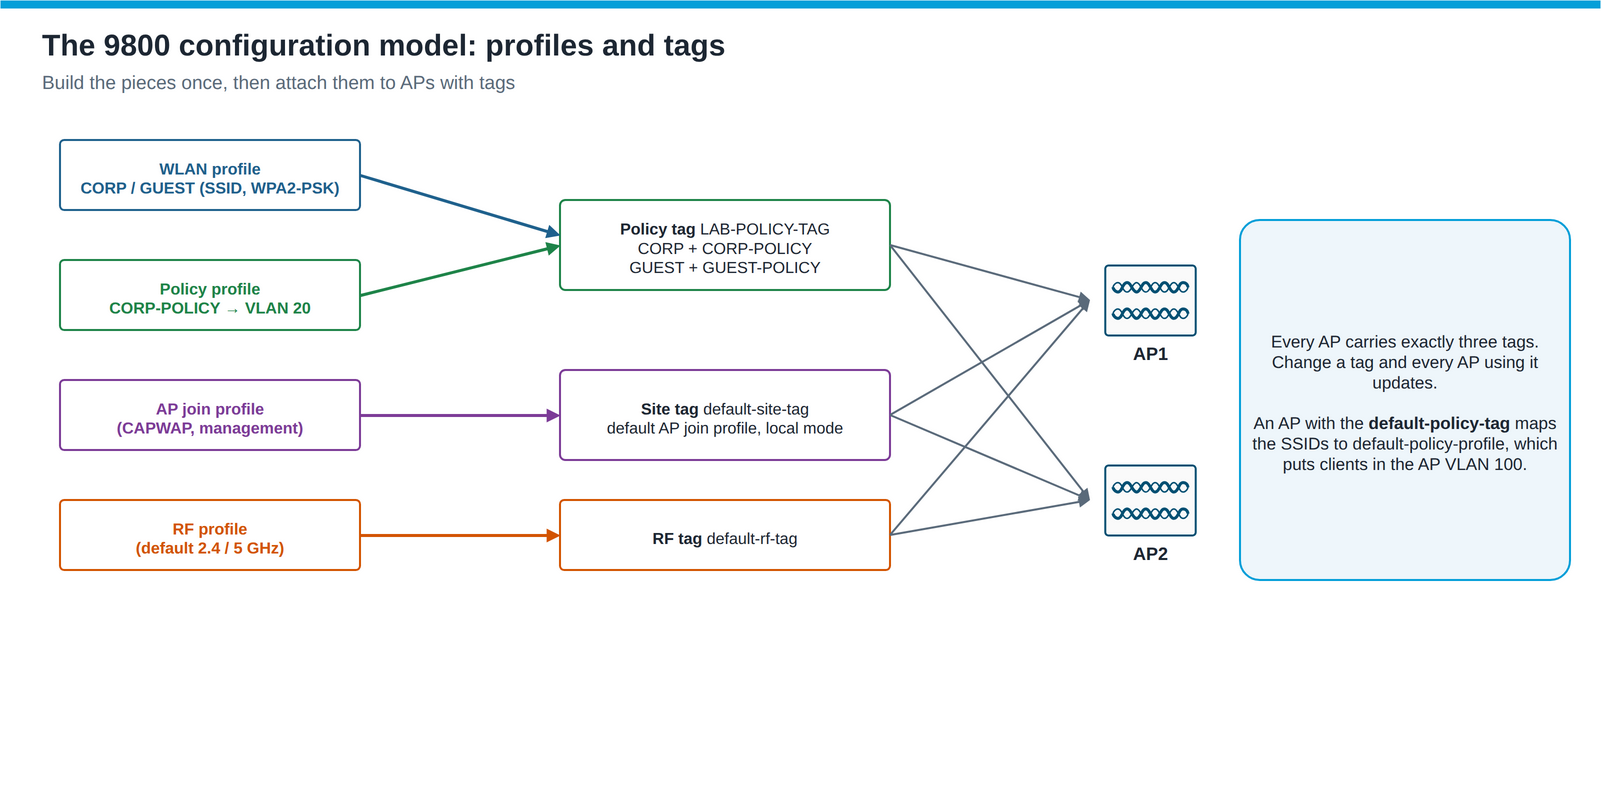 The 9800 configuration model: profiles and tags
Build the pieces once, then attach them to APs with tags
WLAN profile
CORP / GUEST (SSID, WPA2-PSK)
Policy profile
CORP-POLICY → VLAN 20
AP join profile
(CAPWAP, management)
RF profile
(default 2.4 / 5 GHz)
Policy tag LAB-POLICY-TAG
CORP + CORP-POLICY
GUEST + GUEST-POLICY
Site tag default-site-tag
default AP join profile, local mode
RF tag default-rf-tag
AP1
AP2
Every AP carries exactly three tags.
Change a tag and every AP using it
updates.
An AP with the default-policy-tag maps
the SSIDs to default-policy-profile, which
puts clients in the AP VLAN 100.